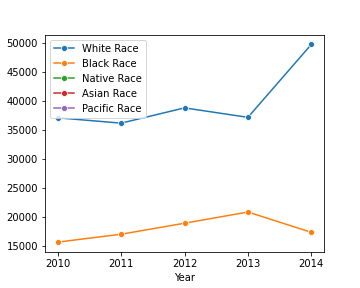 50000
45000
40000
35000
30000
25000
20000
15000
White Race
Black Race
Native Race
Asian Race
Pacific Race
2010 2011 2012 2013 2014
Year